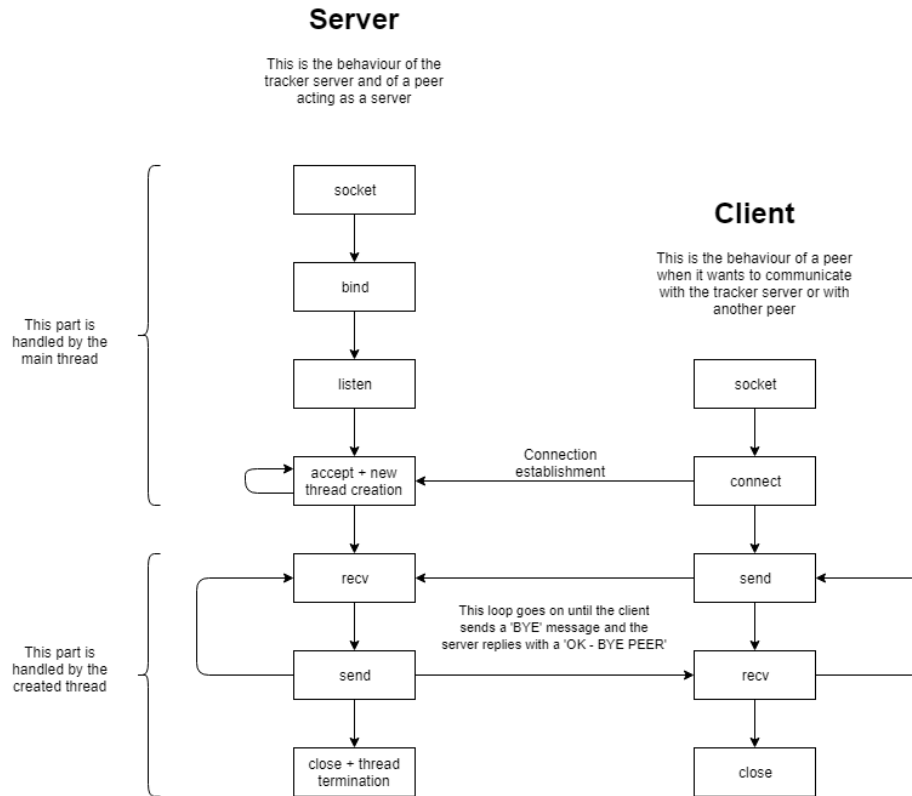 Server
This is the behaviour of the
tracker server and of a peer
acting as a server
socket
bind
listen
accept + new
thread creation
recv
send
close + thread
termination
This part is
handled by the
main thread
This part is
handled by the
created thread
Connection
establishment
This loop goes on until the client
sends a 'BYE' message and the
server replies with a 'OK - BYE PEER'
Client
This is the behaviour of a peer
when it wants to communicate
with the tracker server or with
another peer
socket
connect
send
recv
close